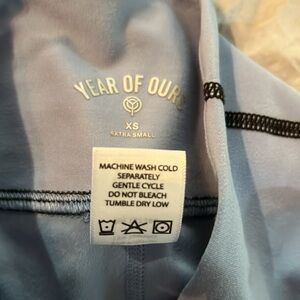 YEAR OF OURS
XS
EXTRA SMALL
MACHINE WASH COLD
SEPARATELY
GENTLE CYCLE
DO NOT BLEACH
TUMBLE DRY LOW